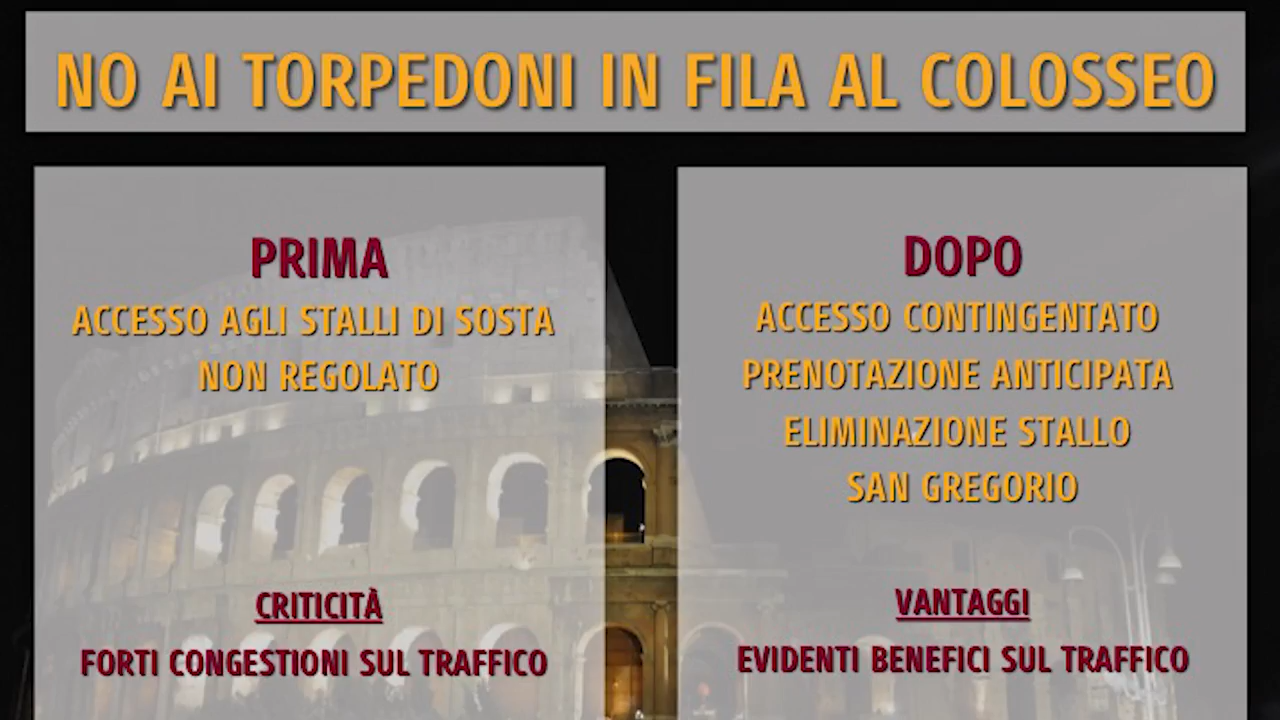 NO AI TORPEDONI IN FILA AL COLOSSEO
PRIMA
ACCESSO AGLI STALLI DI SOSTA
NON REGOLATO
CRITICITÀ
FORTI CONGESTIONI SUL TRAFFICO
DOPO
ACCESSO CONTINGENTATO
PRENOTAZIONE ANTICIPATA
ELIMINAZIONE STALLO
SAN GREGORIO
VANTAGGI
EVIDENTI BENEFICI SUL TRAFFICO